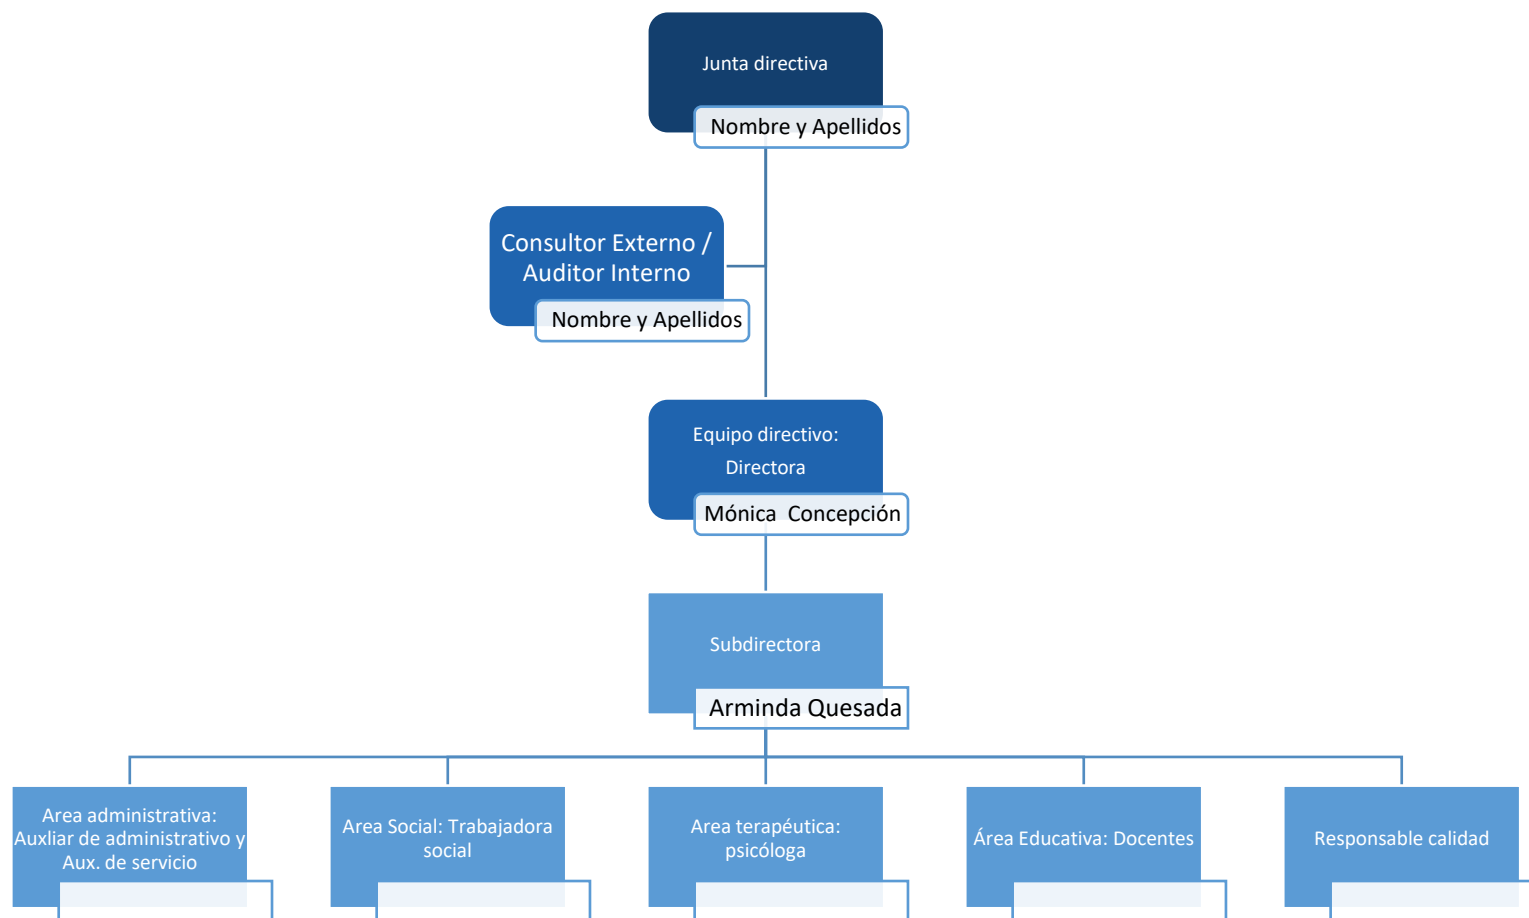 Junta directiva
Nombre y Apellidos
Consultor Externo /
Auditor Interno
Nombre y Apellidos
Equipo directivo:
Directora
Mónica  Concepción
Subdirectora
Arminda Quesada
Area administrativa:
Auxliar de administrativo y
Aux. de servicio
Area Social: Trabajadora
social
Area terapéutica:
psicóloga
Área Educativa: Docentes
Responsable calidad